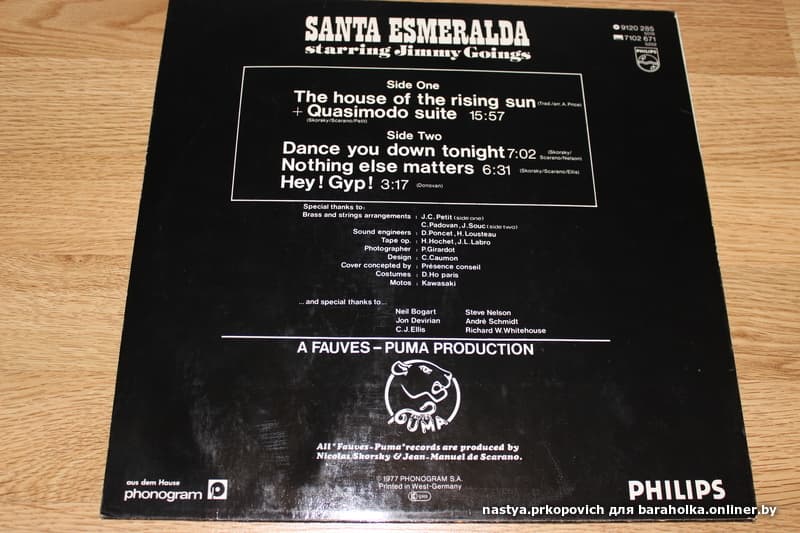 SANTA ESMERALDA
starring Jimmy Goings
9120 285
7102 671
PHILIPS
Side One
The house of the rising sun (Trad./arr. A. Price)
+ Quasimodo suite 15:57
(Skorsky/Scarano/Petit)
Side Two
Dance you down tonight 7:02 (Skorsky/
Scarano/Nelson)
Nothing else matters 6:31 (Skorsky/Scarano/Ellis)
Hey! Gyp! 3:17 (Donovan)
Special thanks to:
Brass and strings arrangements : J.C. Petit (side one)
C. Padovan, J. Souc (side two)
Sound engineers : D. Poncet, H. Lousteau
Tape op. : H. Hochet, J.L. Labro
Photographer : P. Girardot
Design : C. Caumon
Cover concepted by : Présence conseil
Costumes : D. Ho paris
Motos : Kawasaki
...and special thanks to...
Neil Bogart Steve Nelson
Jon Devirian André Schmidt
C.J. Ellis Richard W. Whitehouse
A FAUVES – PUMA PRODUCTION
FAUVES
PUMA
All "Fauves-Puma" records are produced by
Nicolas Skorsky & Jean-Manuel de Scarano.
aus dem Hause
phonogram
© 1977 PHONOGRAM S.A.
Printed in West-Germany
PHILIPS
nastya.prkopovich для baraholka.onliner.by